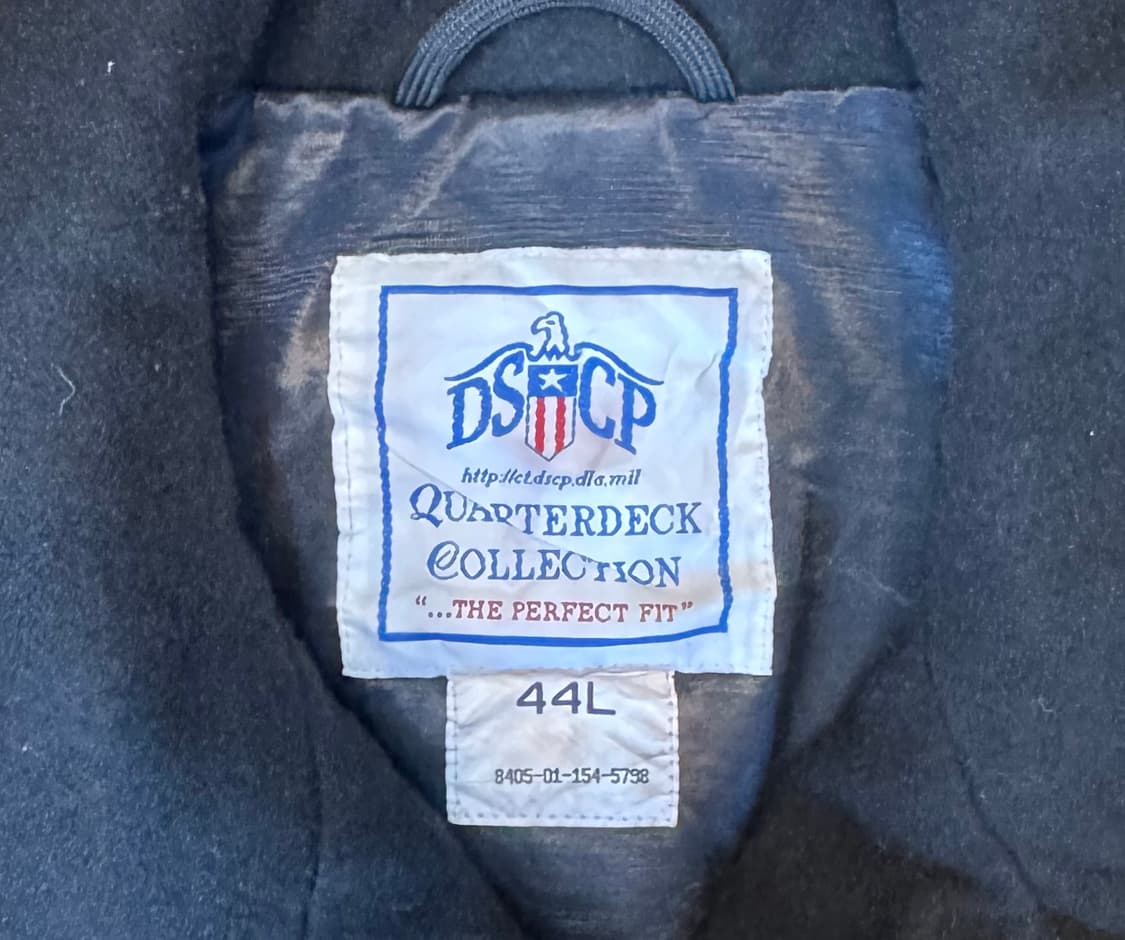 DSCP
http://ct.dscp.dla.mil
QUARTERDECK
COLLECTION
“...THE PERFECT FIT”
44L
8405-01-154-5798